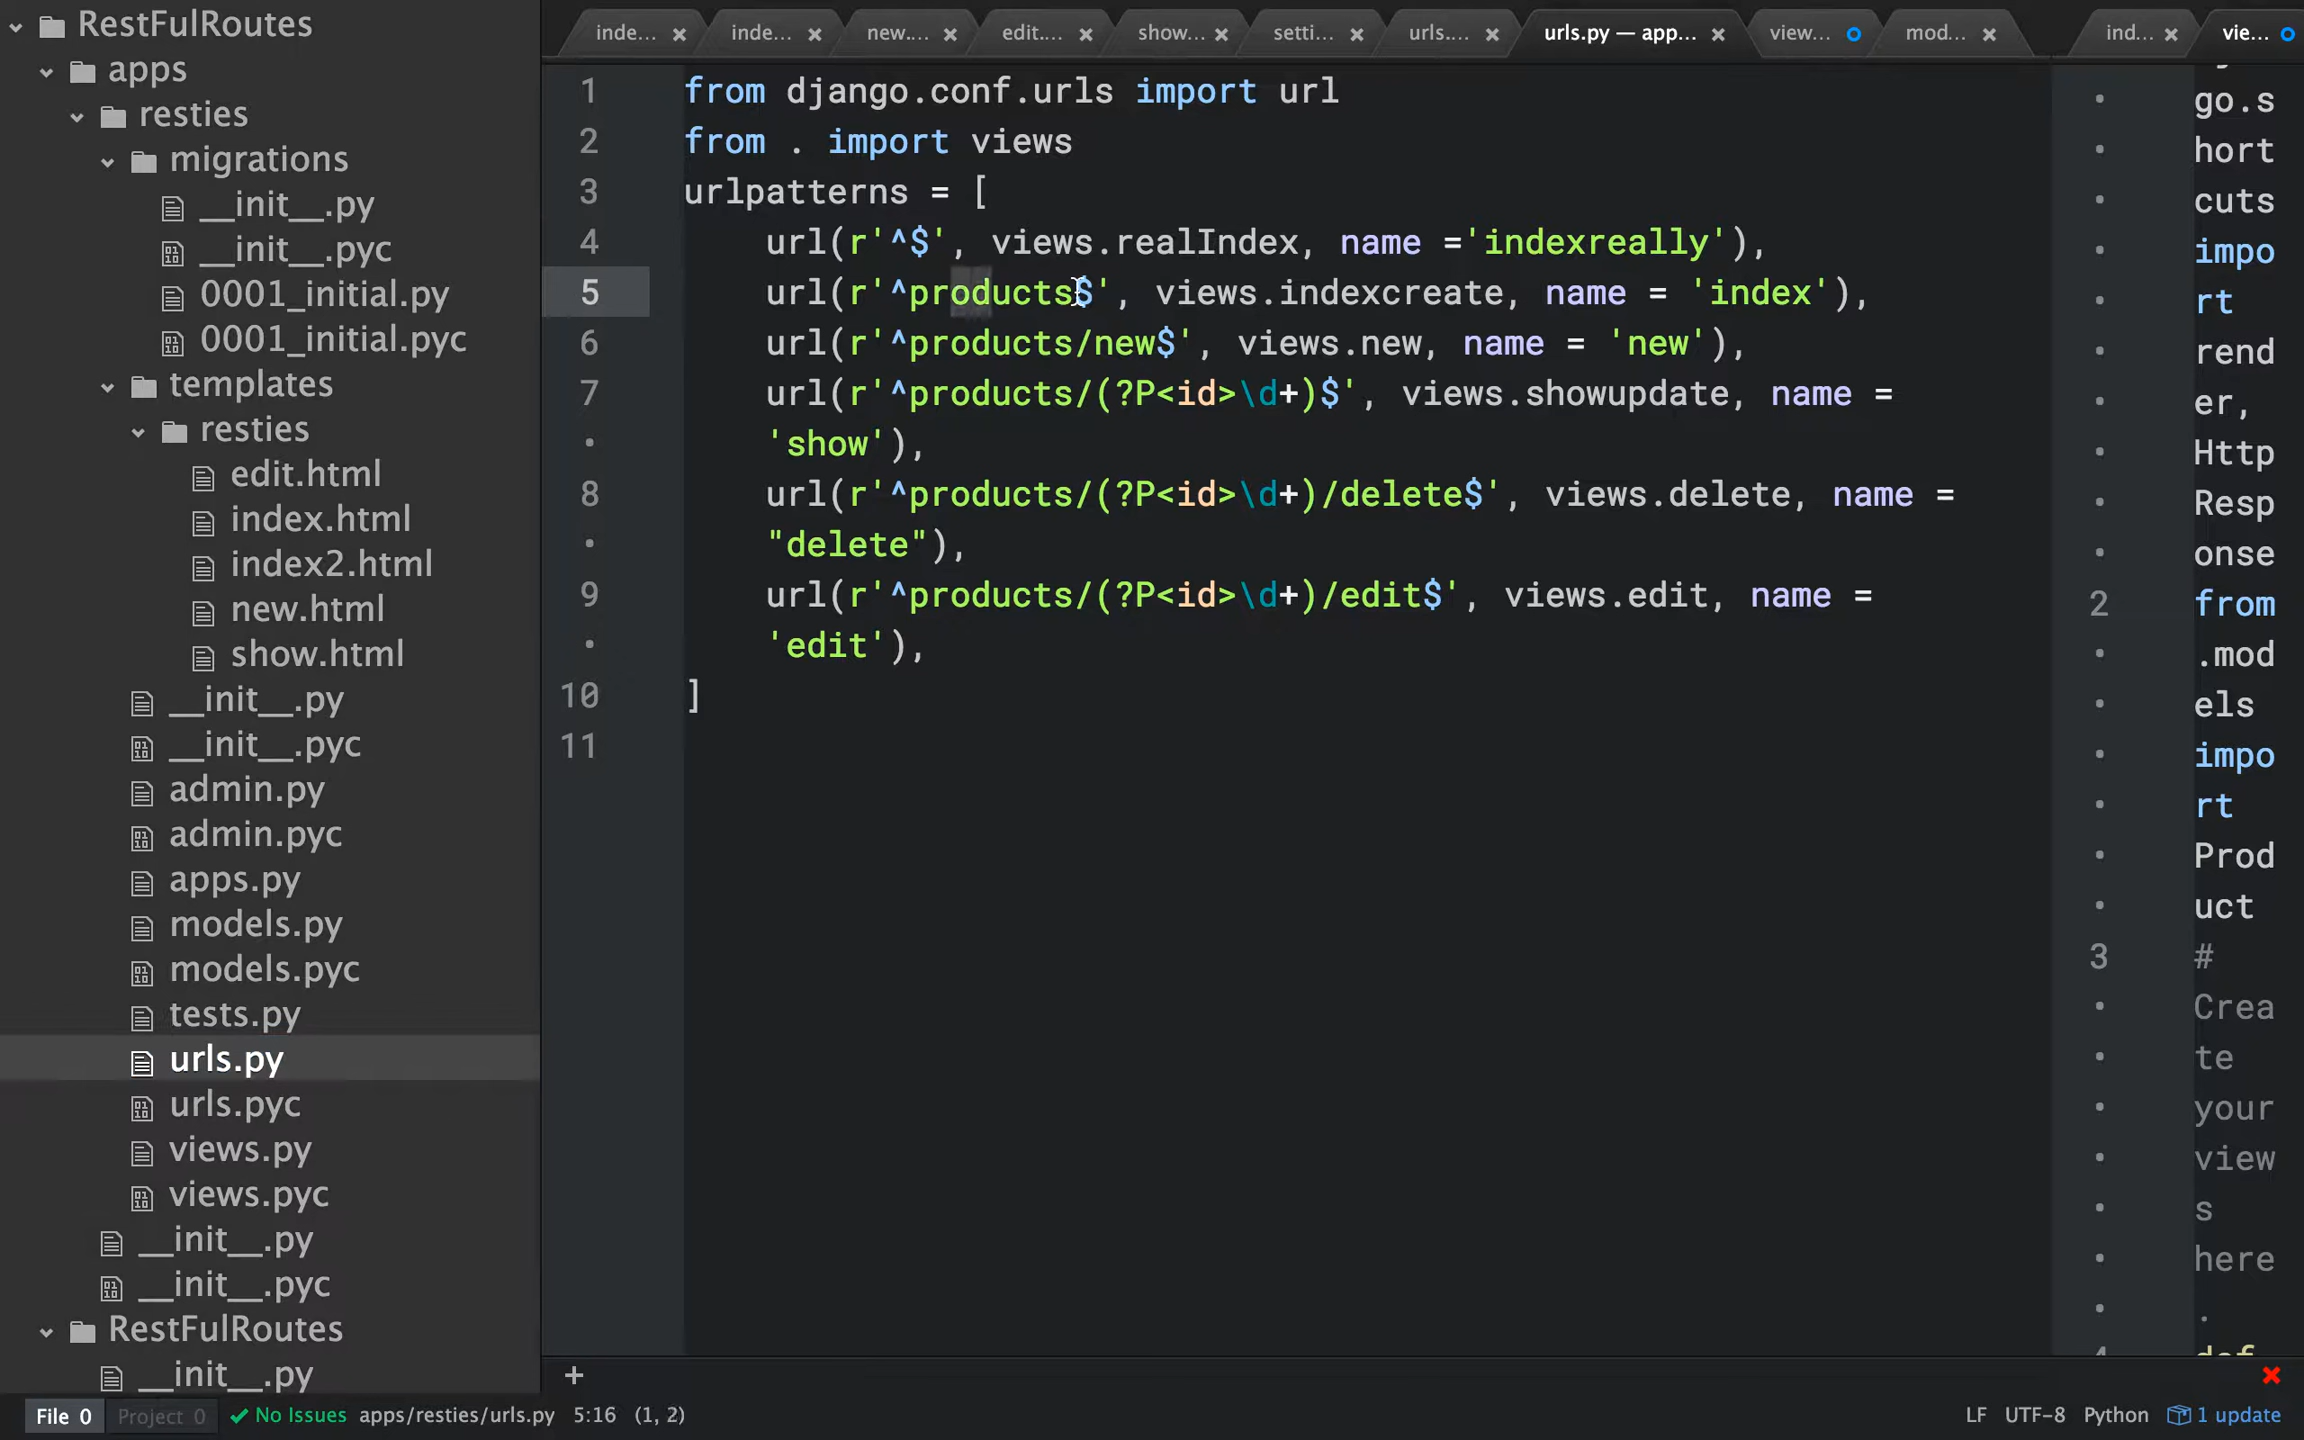 RestFulRoutes
apps
resties
migrations
__init__.py
__init__.pyc
0001_initial.py
0001_initial.pyc
templates
resties
edit.html
index.html
index2.html
new.html
show.html
__init__.py
__init__.pyc
admin.py
admin.pyc
apps.py
models.py
models.pyc
tests.py
urls.py
urls.pyc
views.py
views.pyc
__init__.py
__init__.pyc
RestFulRoutes
__init__.py
inde... × inde... × new.... × edit.... × show... × setti... × urls.... × urls.py — app... × view... mod... × ind... × vie...
1 from django.conf.urls import url
2 from . import views
3 urlpatterns = [
4 url(r'^$', views.realIndex, name ='indexreally'),
5 url(r'^products$', views.indexcreate, name = 'index'),
6 url(r'^products/new$', views.new, name = 'new'),
7 url(r'^products/(?P<id>\d+)$', views.showupdate, name =
• 'show'),
8 url(r'^products/(?P<id>\d+)/delete$', views.delete, name =
• "delete"),
9 url(r'^products/(?P<id>\d+)/edit$', views.edit, name =
• 'edit'),
10 ]
11
• go.s
• hort
• cuts
• impo
• rt
• rend
• er,
• Http
• Resp
• onse
2 from
• .mod
• els
• impo
• rt
• Prod
• uct
3 #
• Crea
• te
• your
• view
• s
• here
• .
4 def
+
File 0 Project 0 No Issues apps/resties/urls.py 5:16 (1, 2) LF UTF-8 Python 1 update